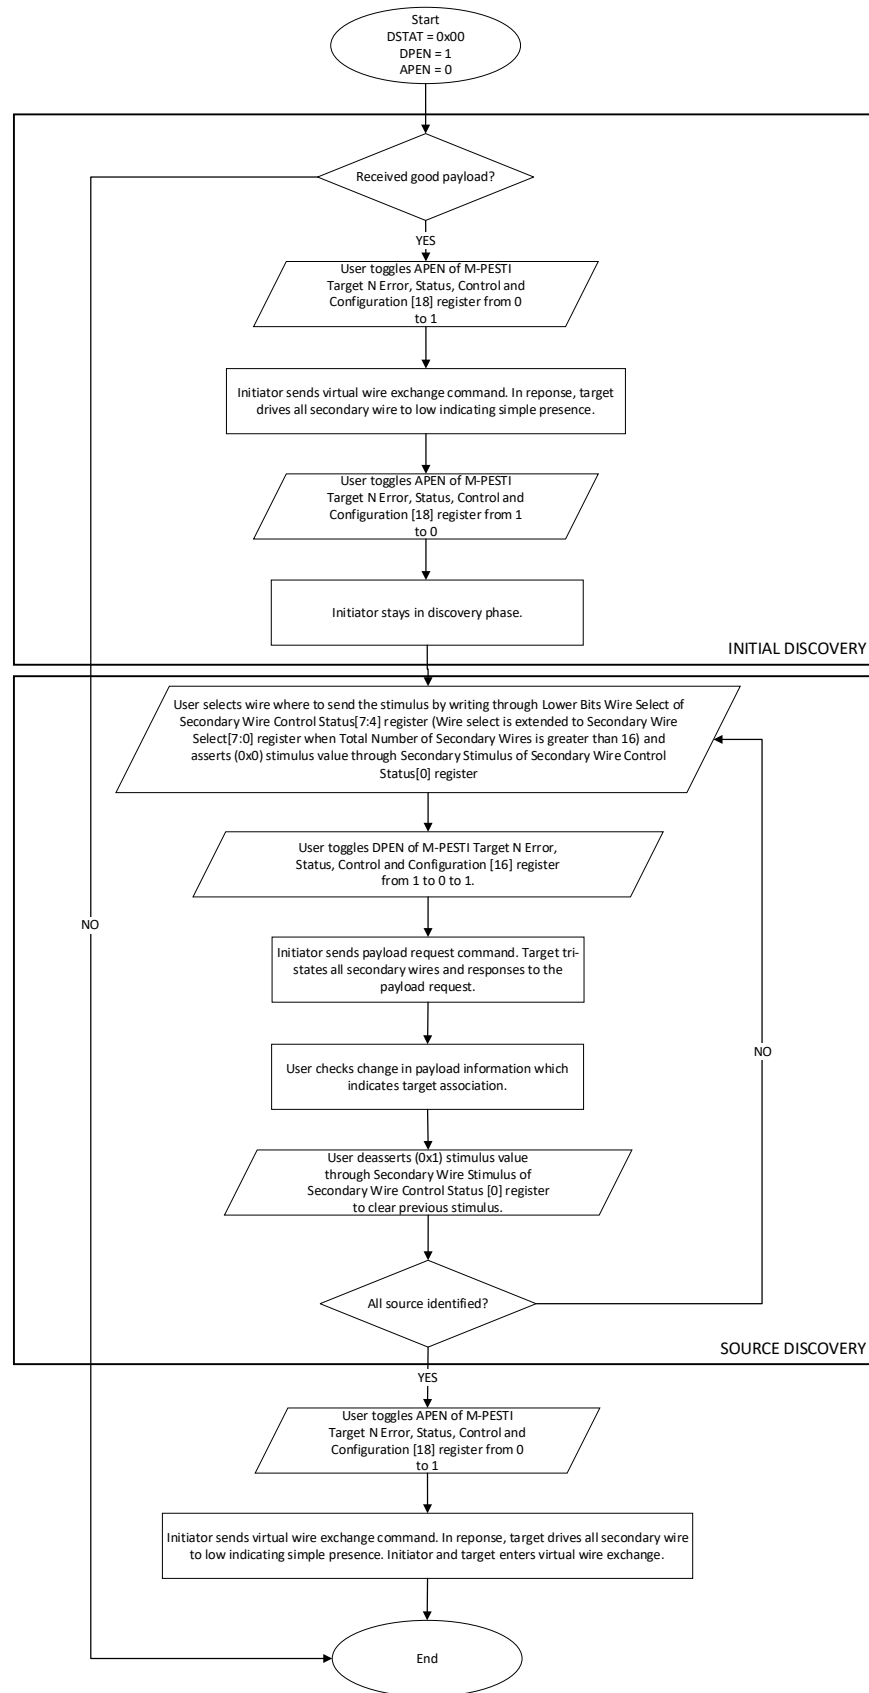 Start
DSTAT = 0x00
DPEN = 1
APEN = 0
Received good payload?
YES
User toggles APEN of M-PESTI
Target N Error, Status, Control and
Configuration [18] register from 0
to 1
Initiator sends virtual wire exchange command. In reponse, target
drives all secondary wire to low indicating simple presence.
User toggles APEN of M-PESTI
Target N Error, Status, Control and
Configuration [18] register from 1
to 0
Initiator stays in discovery phase.
INITIAL DISCOVERY
User selects wire where to send the stimulus by writing through Lower Bits Wire Select of
Secondary Wire Control Status[7:4] register (Wire select is extended to Secondary Wire
Select[7:0] register when Total Number of Secondary Wires is greater than 16) and
asserts (0x0) stimulus value through Secondary Stimulus of Secondary Wire Control
Status[0] register
User toggles DPEN of M-PESTI Target N Error,
Status, Control and Configuration [16] register
from 1 to 0 to 1.
NO
Initiator sends payload request command. Target tri-
states all secondary wires and responses to the
payload request.
NO
User checks change in payload information which
indicates target association.
User deasserts (0x1) stimulus value
through Secondary Wire Stimulus of
Secondary Wire Control Status [0] register
to clear previous stimulus.
All source identified?
SOURCE DISCOVERY
YES
User toggles APEN of M-PESTI
Target N Error, Status, Control and
Configuration [18] register from 0
to 1
Initiator sends virtual wire exchange command. In reponse, target drives all secondary wire
to low indicating simple presence. Initiator and target enters virtual wire exchange.
End